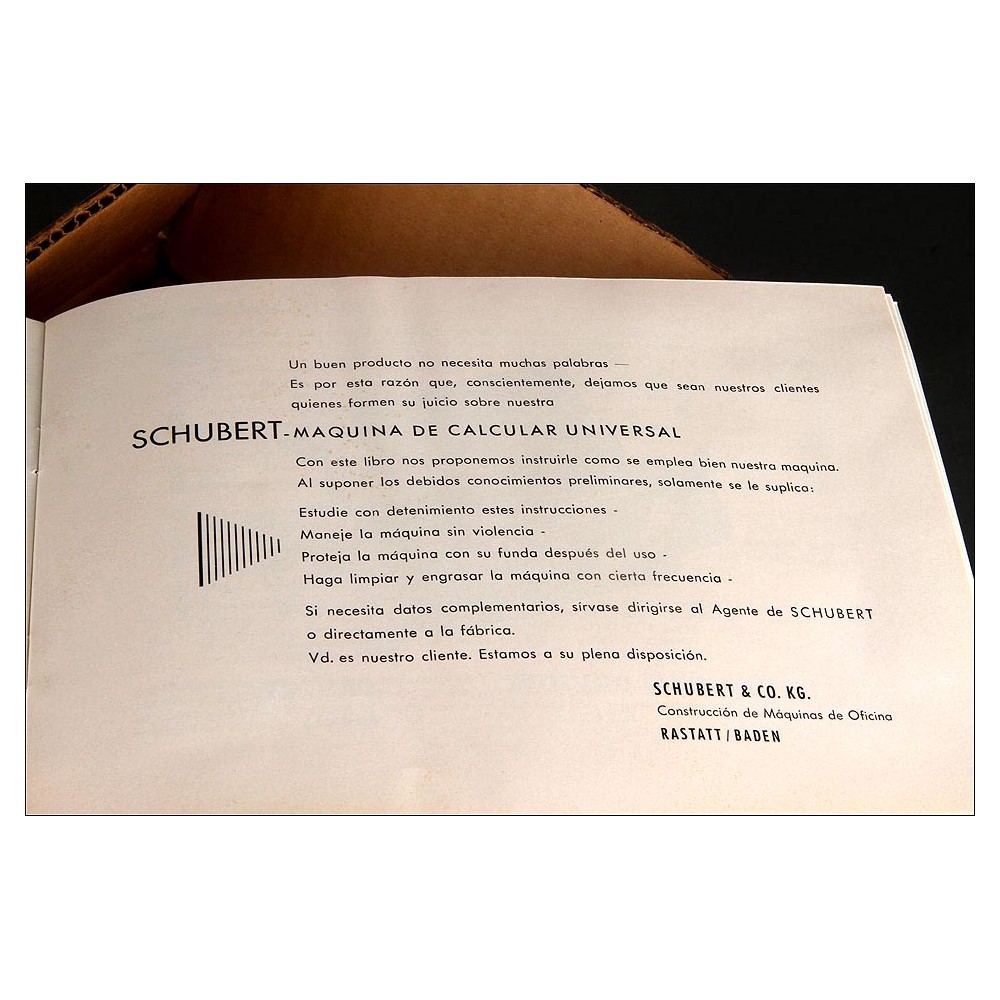 Un buen producto no necesita muchas palabras —
Es por esta razón que, conscientemente, dejamos que sean nuestros clientes
quienes formen su juicio sobre nuestra
SCHUBERT-MAQUINA DE CALCULAR UNIVERSAL
Con este libro nos proponemos instruirle como se emplea bien nuestra maquina.
Al suponer los debidos conocimientos preliminares, solamente se le suplica:
Estudie con detenimiento estes instrucciones -
Maneje la máquina sin violencia -
Proteja la máquina con su funda después del uso -
Haga limpiar y engrasar la máquina con cierta frecuencia -
Si necesita datos complementarios, sírvase dirigirse al Agente de SCHUBERT
o directamente a la fábrica.
Vd. es nuestro cliente. Estamos a su plena disposición.
SCHUBERT & CO. KG.
Construcción de Máquinas de Oficina
RASTATT/BADEN